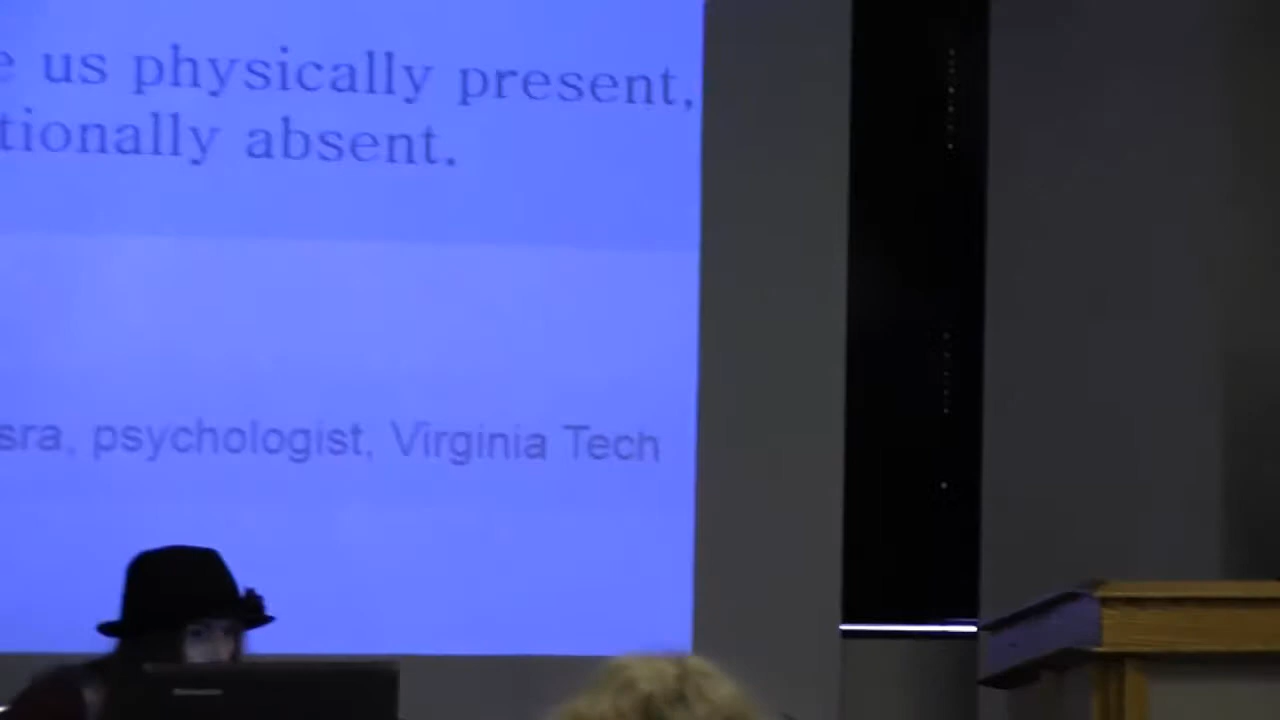 e us physically present,
tionally absent.
sra, psychologist, Virginia Tech